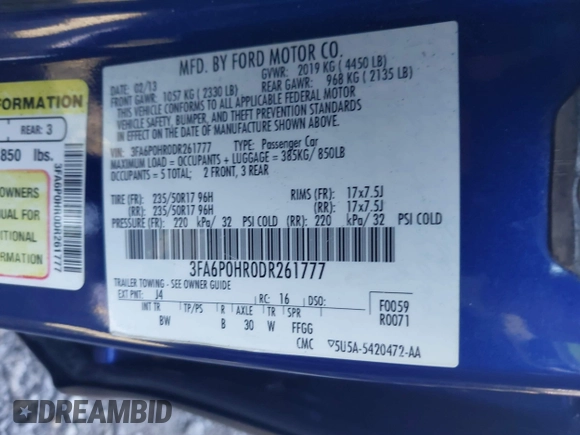 MFD. BY FORD MOTOR CO.
DATE: 02/13
GVWR: 2019 KG ( 4450 LB)
FRONT GAWR: 1057 KG ( 2330 LB)
REAR GAWR: 968 KG ( 2135 LB)
THIS VEHICLE CONFORMS TO ALL APPLICABLE FEDERAL MOTOR
VEHICLE SAFETY, BUMPER, AND THEFT PREVENTION STANDARDS
IN EFFECT ON THE DATE OF MANUFACTURE SHOWN ABOVE.
VIN: 3FA6P0HR0DR261777 TYPE: Passenger Car
MAXIMUM LOAD = OCCUPANTS + LUGGAGE = 385KG/850LB
OCCUPANTS = 5 TOTAL; 2 FRONT, 3 REAR
TIRE (FR): 235/50R17 96H RIMS (FR): 17x7.5J
(RR): 235/50R17 96H (RR): 17x7.5J
PRESSURE (FR): 220 kPa/ 32 PSI COLD (RR): 220 kPa/ 32 PSI COLD
3FA6P0HR0DR261777
TRAILER TOWING - SEE OWNER GUIDE
EXT PNT: J4 RC: 16 DSO: F0059
INT TR TP/PS R AXLE TR SPR R0071
BW B 30 W FFGG
CMC 5U5A-5420472-AA
FORMATION
REAR: 3
850 lbs.
OWNERS
NUAL FOR
DITIONAL
FORMATION
3FA6P0HR0DR261777
DREAMBID